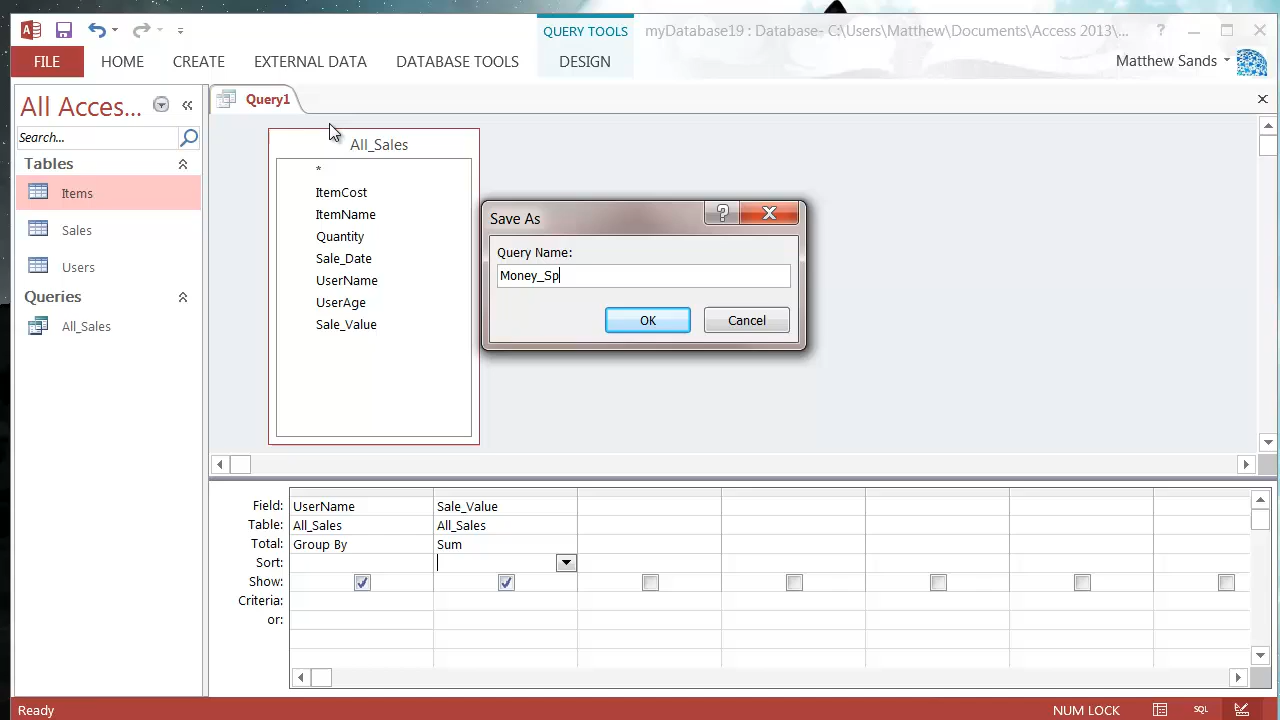 QUERY TOOLS myDatabase19 : Database- C:\Users\Matthew\Documents\Access 2013\...
FILE HOME CREATE EXTERNAL DATA DATABASE TOOLS DESIGN Matthew Sands
All Acces...
Search...
Tables
Items
Sales
Users
Queries
All_Sales
Query1
All_Sales
*
ItemCost
ItemName
Quantity
Sale_Date
UserName
UserAge
Sale_Value
Save As
Query Name:
Money_Sp
OK Cancel
Field: UserName Sale_Value
Table: All_Sales All_Sales
Total: Group By Sum
Sort:
Show:
Criteria:
or:
Ready NUM LOCK SQL